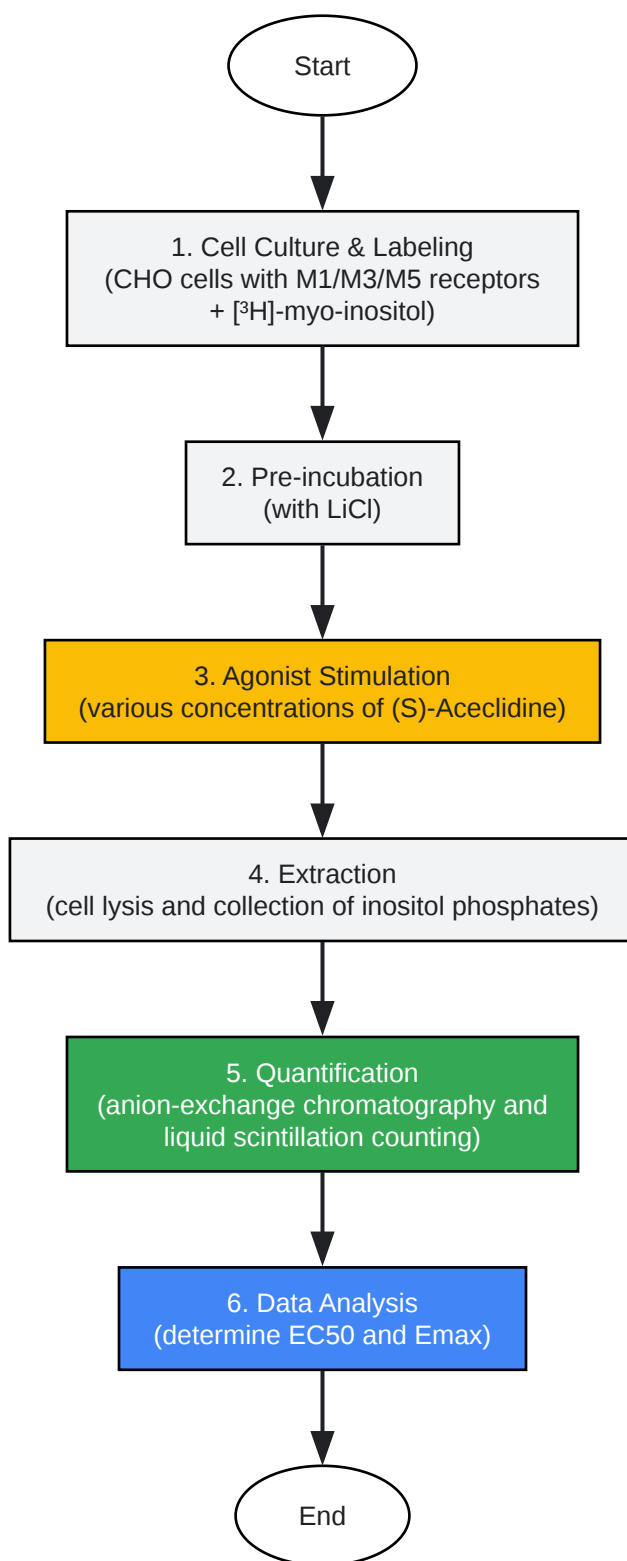 Start
1. Cell Culture & Labeling
(CHO cells with M1/M3/M5 receptors
+ [³H]-myo-inositol)
2. Pre-incubation
(with LiCl)
3. Agonist Stimulation
(various concentrations of (S)-Aceclidine)
4. Extraction
(cell lysis and collection of inositol phosphates)
5. Quantification
(anion-exchange chromatography and
liquid scintillation counting)
6. Data Analysis
(determine EC50 and Emax)
End